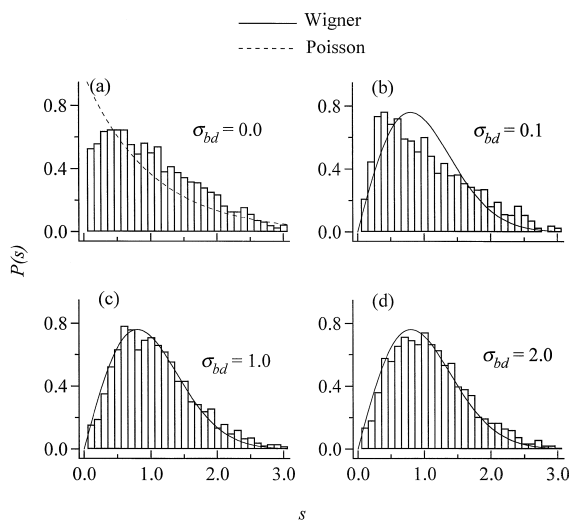 Wigner
Poisson
(a)
σbd = 0.0
0.8
0.4
0.0
(b)
σbd = 0.1
0.8
0.4
0.0
P(s)
(c)
σbd = 1.0
0.8
0.4
0.0
0.0 1.0 2.0 3.0
(d)
σbd = 2.0
0.8
0.4
0.0
0.0 1.0 2.0 3.0
s